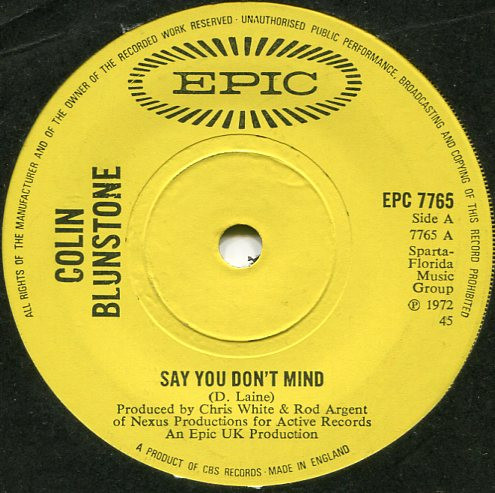 ALL RIGHTS OF THE MANUFACTURER AND OF THE OWNER OF THE RECORDED WORK RESERVED · UNAUTHORISED PUBLIC PERFORMANCE, BROADCASTING AND COPYING OF THIS RECORD PROHIBITED
EPIC
COLIN
BLUNSTONE
EPC 7765
Side A
7765 A
Sparta-
Florida
Music
Group
℗ 1972
45
SAY YOU DON'T MIND
(D. Laine)
Produced by Chris White & Rod Argent
of Nexus Productions for Active Records
An Epic UK Production
A PRODUCT OF CBS RECORDS · MADE IN ENGLAND